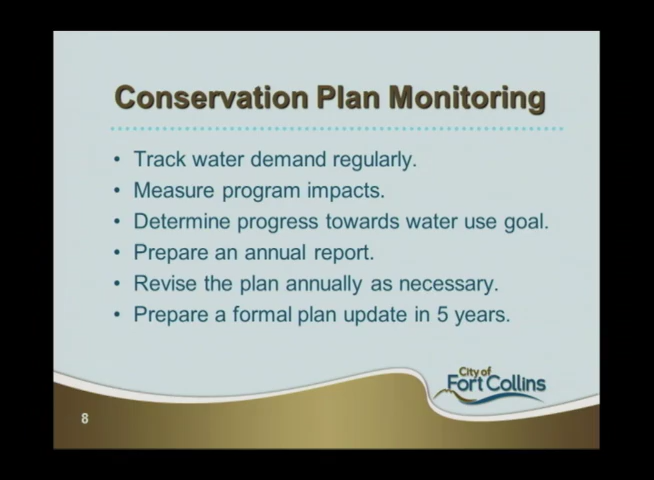 Conservation Plan Monitoring
• Track water demand regularly.
• Measure program impacts.
• Determine progress towards water use goal.
• Prepare an annual report.
• Revise the plan annually as necessary.
• Prepare a formal plan update in 5 years.
City of
Fort Collins
8